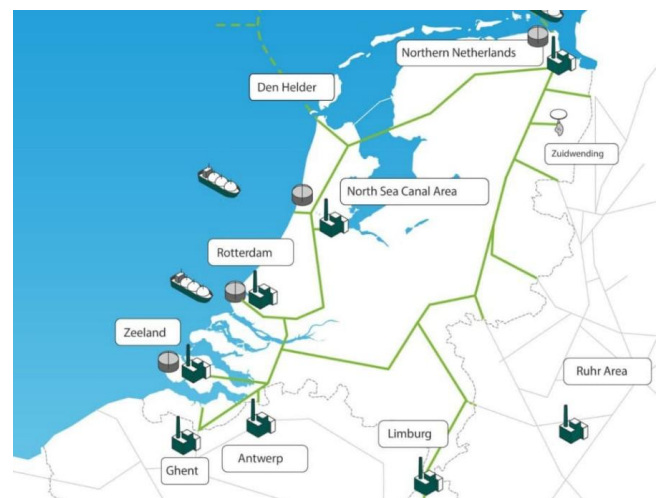 Northern Netherlands
Den Helder
Zuidwending
North Sea Canal Area
Rotterdam
Zeeland
Ruhr Area
Limburg
Antwerp
Ghent